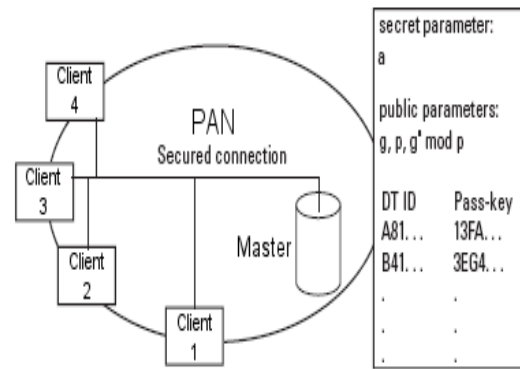 Client
4
PAN
Secured connection
Client
3
Client
2
Master
Client
1
secret parameter:
a
public parameters:
g, p, gª mod p
DT ID Pass-key
A81... 13FA...
B41... 3EG4...
. .
. .
. .